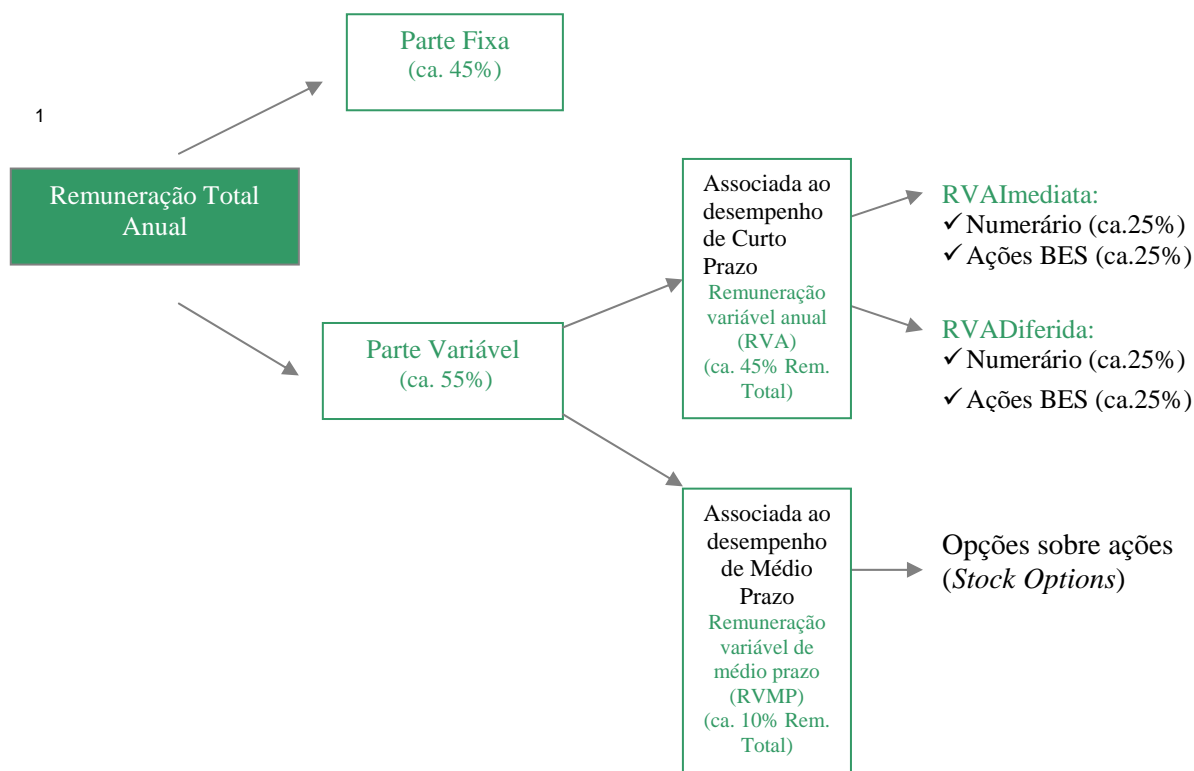 Parte Fixa
(ca. 45%)
1
Remuneração Total
Anual
Parte Variável
(ca. 55%)
Associada ao
desempenho
de Curto
Prazo
Remuneração
variável anual
(RVA)
(ca. 45% Rem.
Total)
RVAImediata:
✓ Numerário (ca.25%)
✓ Ações BES (ca.25%)
RVADiferida:
✓ Numerário (ca.25%)
✓ Ações BES (ca.25%)
Associada ao
desempenho
de Médio
Prazo
Remuneração
variável de
médio prazo
(RVMP)
(ca. 10% Rem.
Total)
Opções sobre ações
(Stock Options)